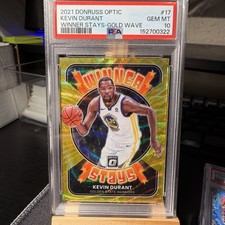 2021 DONRUSS OPTIC #17
KEVIN DURANT GEM MT
WINNER STAYS-GOLD WAVE 10
PSA 152700322
WINNER
STAYS
OPTIC
KEVIN DURANT
GOLDEN STATE WARRIORS